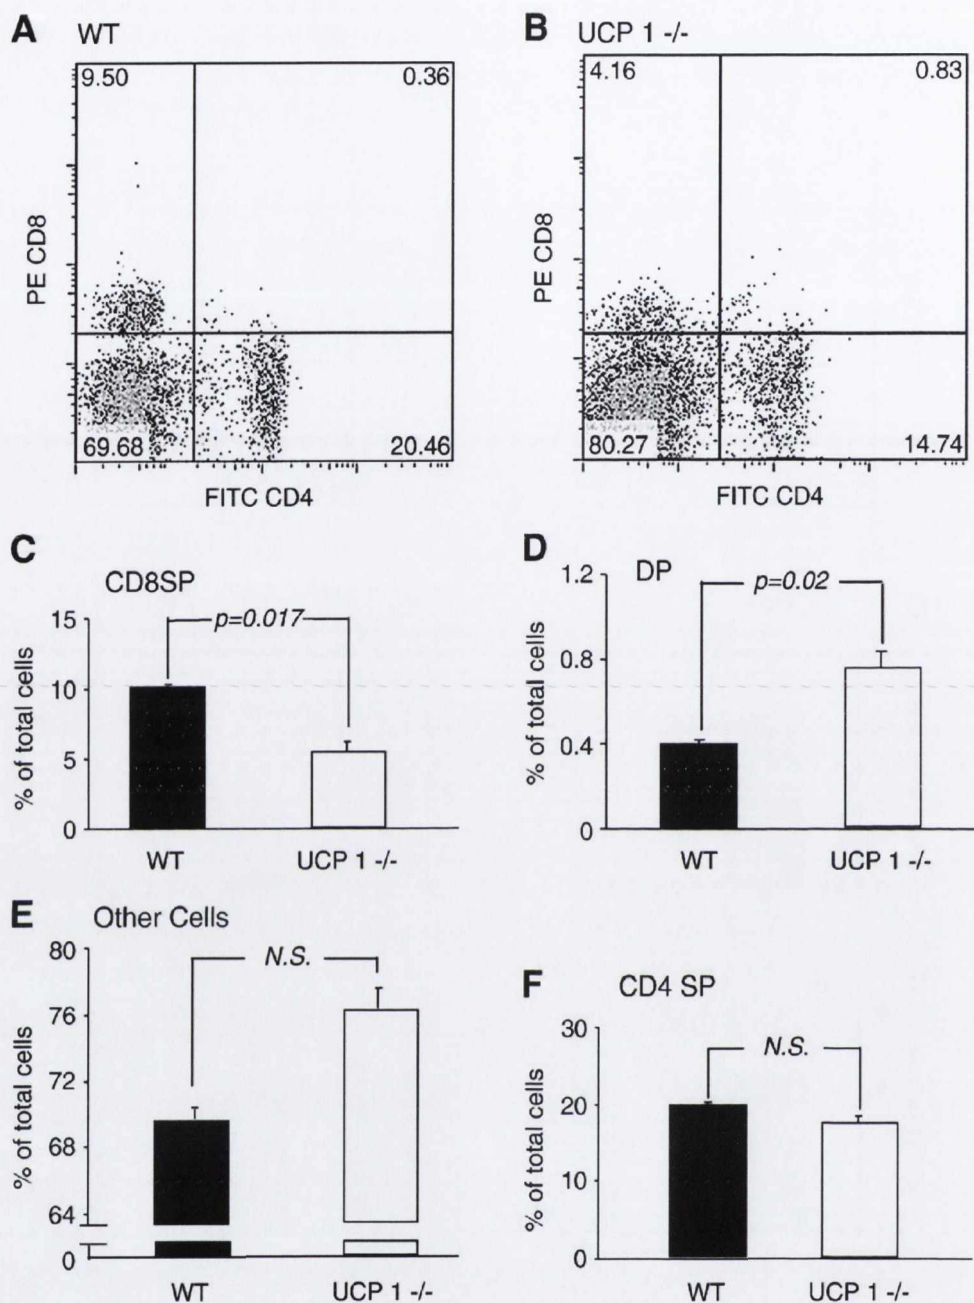 A WT
9.50 0.36
PE CD8
69.68 20.46
FITC CD4
B UCP 1 -/-
4.16 0.83
PE CD8
80.27 14.74
FITC CD4
C
CD8SP
p=0.017
% of total cells
15
10
5
0
WT UCP 1 -/-
D
DP
p=0.02
% of total cells
1.2
0.8
0.4
0
WT UCP 1 -/-
E
Other Cells
N.S.
% of total cells
80
76
72
68
64
0
WT UCP 1 -/-
F
CD4 SP
N.S.
% of total cells
30
20
10
0
WT UCP 1 -/-